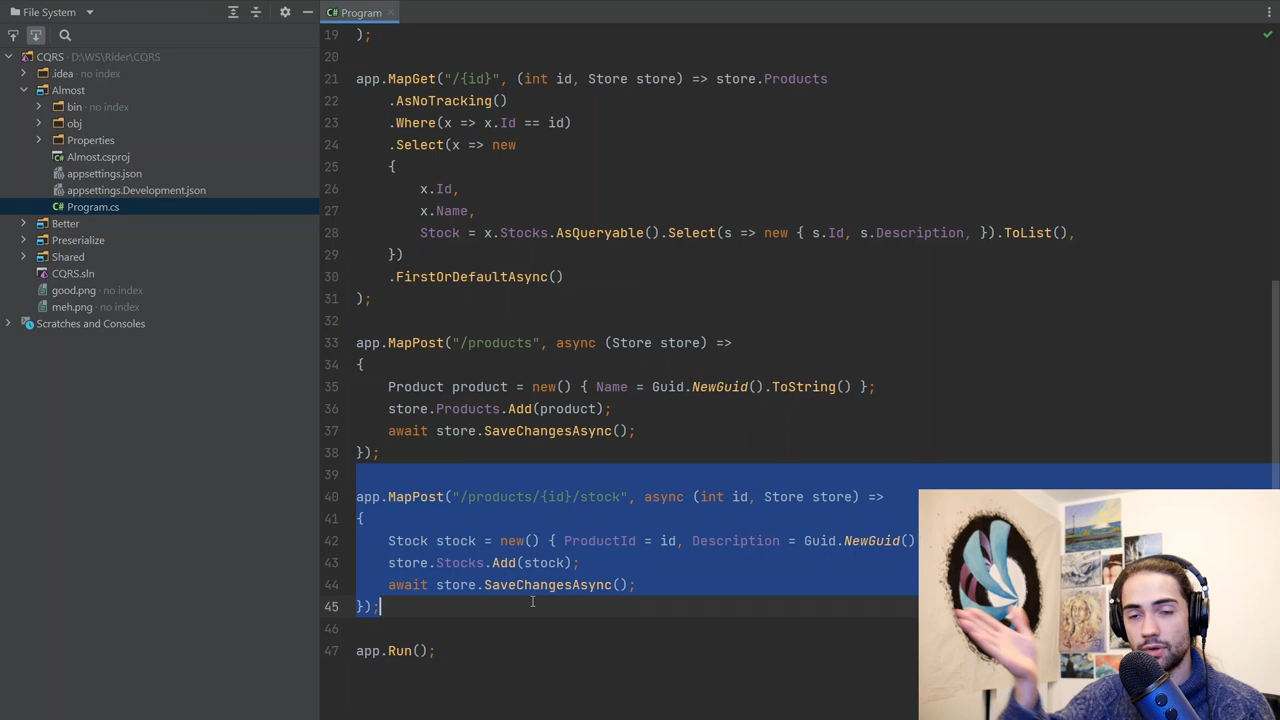 File System
Program
CQRS D:\WS\Rider\CQRS
.idea no index
Almost
bin no index
obj
Properties
Almost.csproj
appsettings.json
appsettings.Development.json
C# Program.cs
Better
Preserialize
Shared
CQRS.sln
good.png no index
meh.png no index
Scratches and Consoles
19 );
20
21 app.MapGet("/{id}", (int id, Store store) => store.Products
22 .AsNoTracking()
23 .Where(x => x.Id == id)
24 .Select(x => new
25 {
26 x.Id,
27 x.Name,
28 Stock = x.Stocks.AsQueryable().Select(s => new { s.Id, s.Description, }).ToList(),
29 })
30 .FirstOrDefaultAsync()
31 );
32
33 app.MapPost("/products", async (Store store) =>
34 {
35 Product product = new() { Name = Guid.NewGuid().ToString() };
36 store.Products.Add(product);
37 await store.SaveChangesAsync();
38 });
39
40 app.MapPost("/products/{id}/stock", async (int id, Store store) =>
41 {
42 Stock stock = new() { ProductId = id, Description = Guid.NewGuid()
43 store.Stocks.Add(stock);
44 await store.SaveChangesAsync();
45 });
46
47 app.Run();